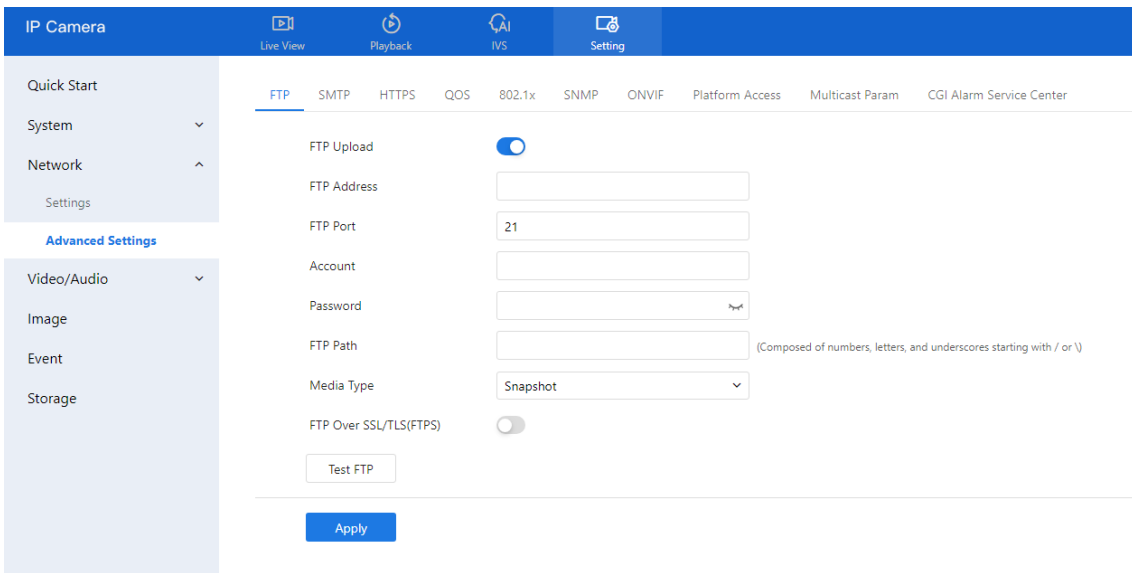 IP Camera
Live View
Playback
AI
IVS
Setting
Quick Start
System
Network
Settings
Advanced Settings
Video/Audio
Image
Event
Storage
FTP SMTP HTTPS QOS 802.1x SNMP ONVIF Platform Access Multicast Param CGI Alarm Service Center
FTP Upload
FTP Address
FTP Port 21
Account
Password
FTP Path (Composed of numbers, letters, and underscores starting with / or \)
Media Type Snapshot
FTP Over SSL/TLS(FTPS)
Test FTP
Apply